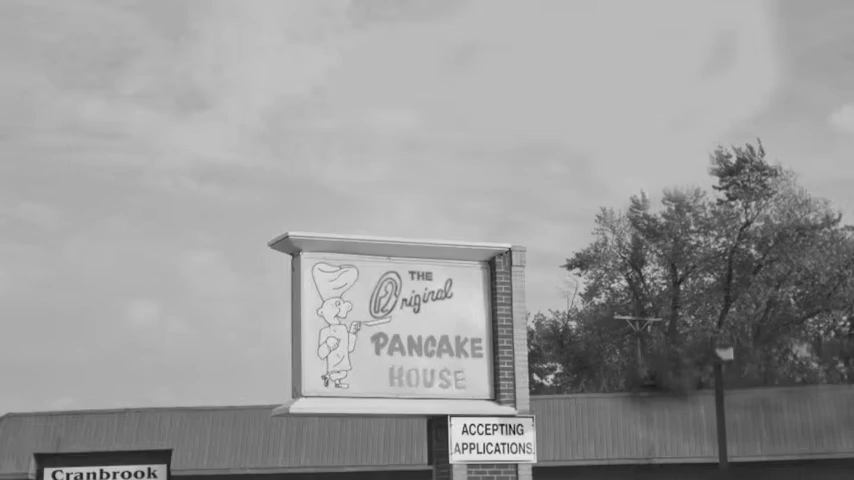 THE
Original
PANCAKE
HOUSE
ACCEPTING
APPLICATIONS
Cranbrook